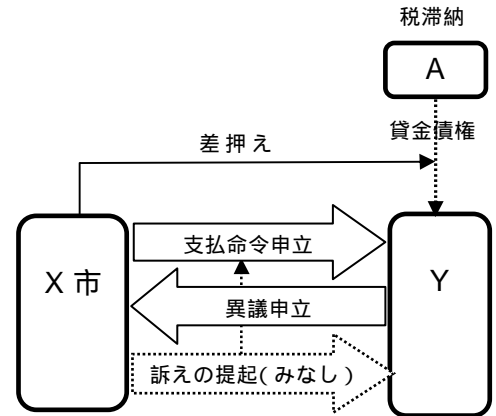 税滞納
A
貸金債権
差押え
支払命令申立
X市
Y
異議申立
訴えの提起(みなし)